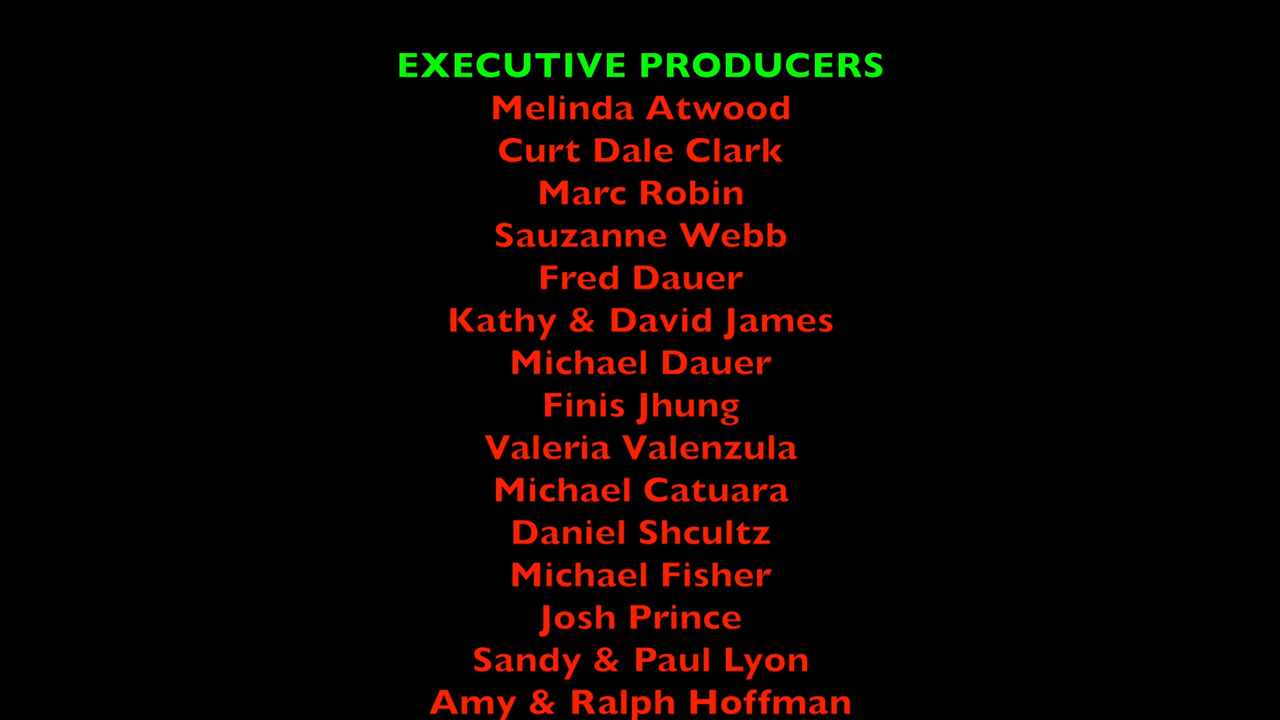 EXECUTIVE PRODUCERS
Melinda Atwood
Curt Dale Clark
Marc Robin
Sauzanne Webb
Fred Dauer
Kathy & David James
Michael Dauer
Finis Jhung
Valeria Valenzula
Michael Catuara
Daniel Shcultz
Michael Fisher
Josh Prince
Sandy & Paul Lyon
Amy & Ralph Hoffman